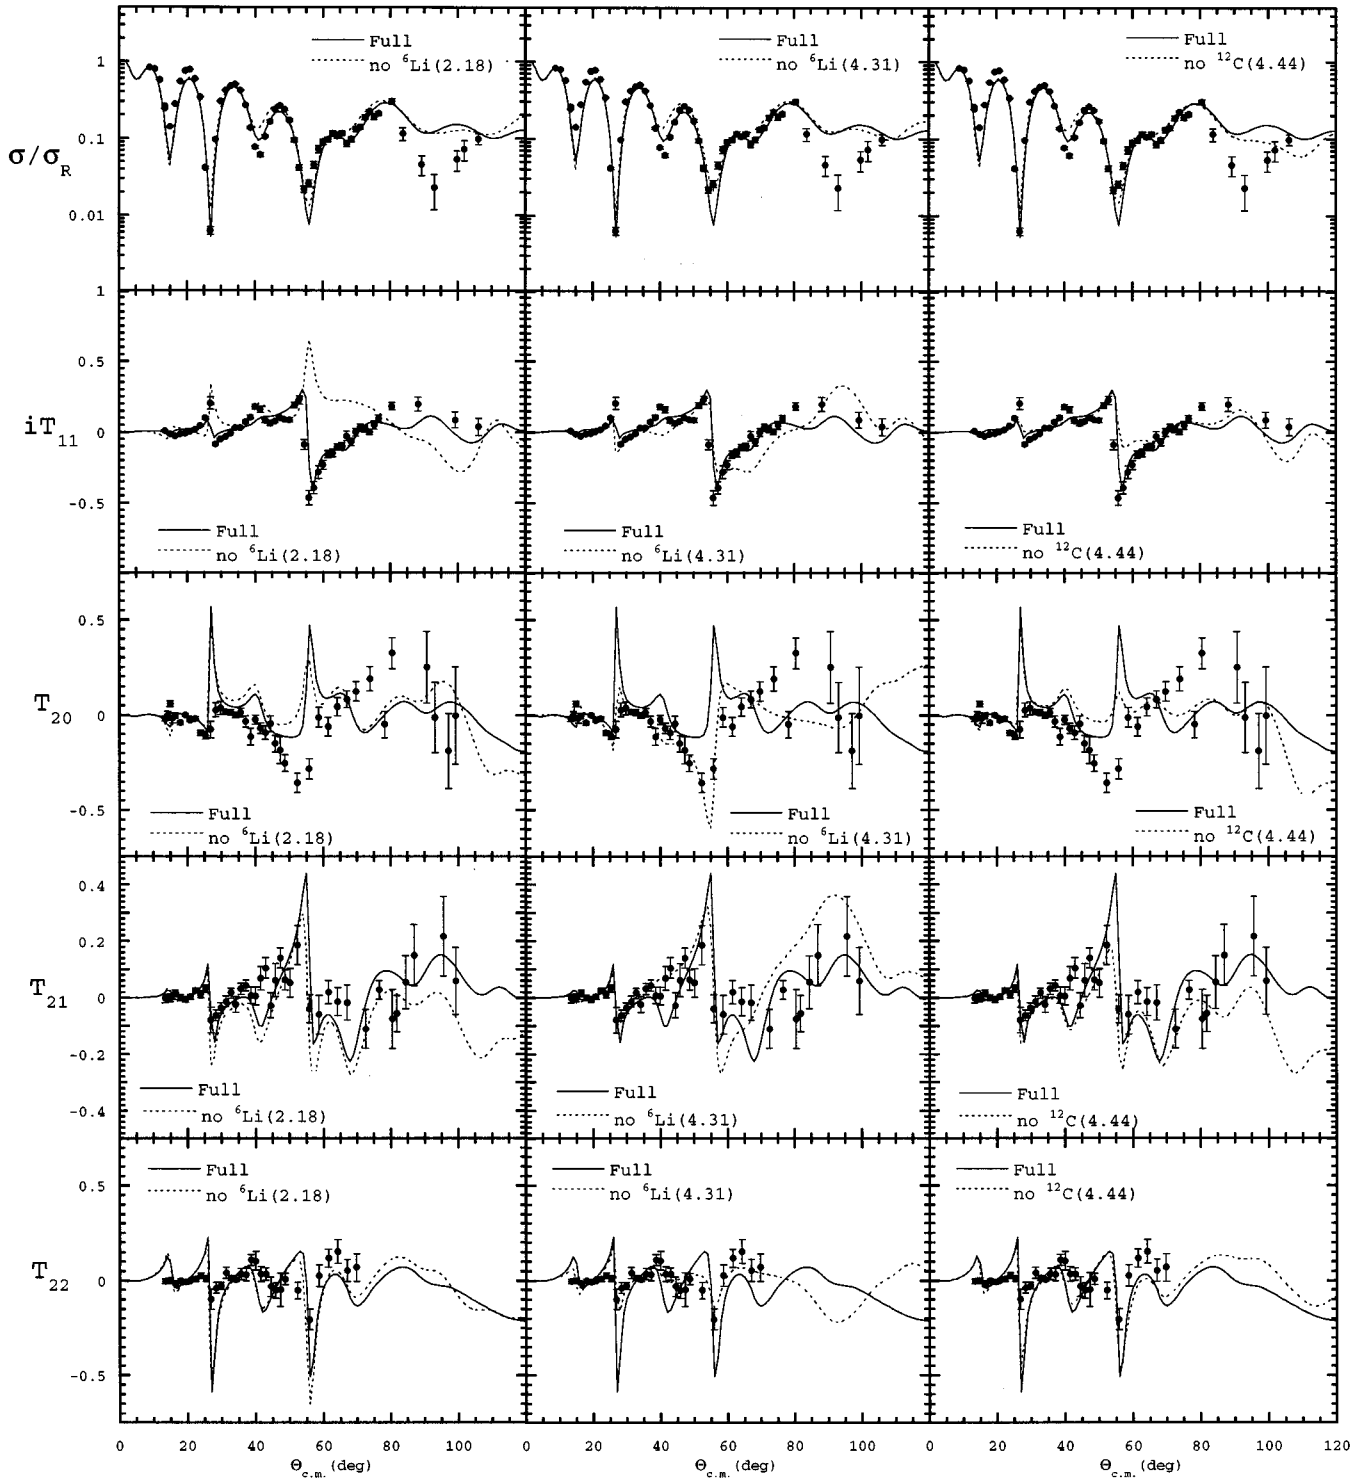 Full
no ⁶Li(2.18)
Full
no ⁶Li(4.31)
Full
no ¹²C(4.44)
1
0.1
0.01
σ/σ_R
1
0.5
0
-0.5
iT₁₁
Full
no ⁶Li(2.18)
Full
no ⁶Li(4.31)
Full
no ¹²C(4.44)
0.5
0
-0.5
T₂₀
Full
no ⁶Li(2.18)
Full
no ⁶Li(4.31)
Full
no ¹²C(4.44)
0.4
0.2
0
-0.2
-0.4
T₂₁
Full
no ⁶Li(2.18)
Full
no ⁶Li(4.31)
Full
no ¹²C(4.44)
Full
no ⁶Li(2.18)
Full
no ⁶Li(4.31)
Full
no ¹²C(4.44)
0.5
0
-0.5
T₂₂
0 20 40 60 80 100 0 20 40 60 80 100 0 20 40 60 80 100 120
Θc.m.(deg) Θc.m.(deg) Θc.m.(deg)